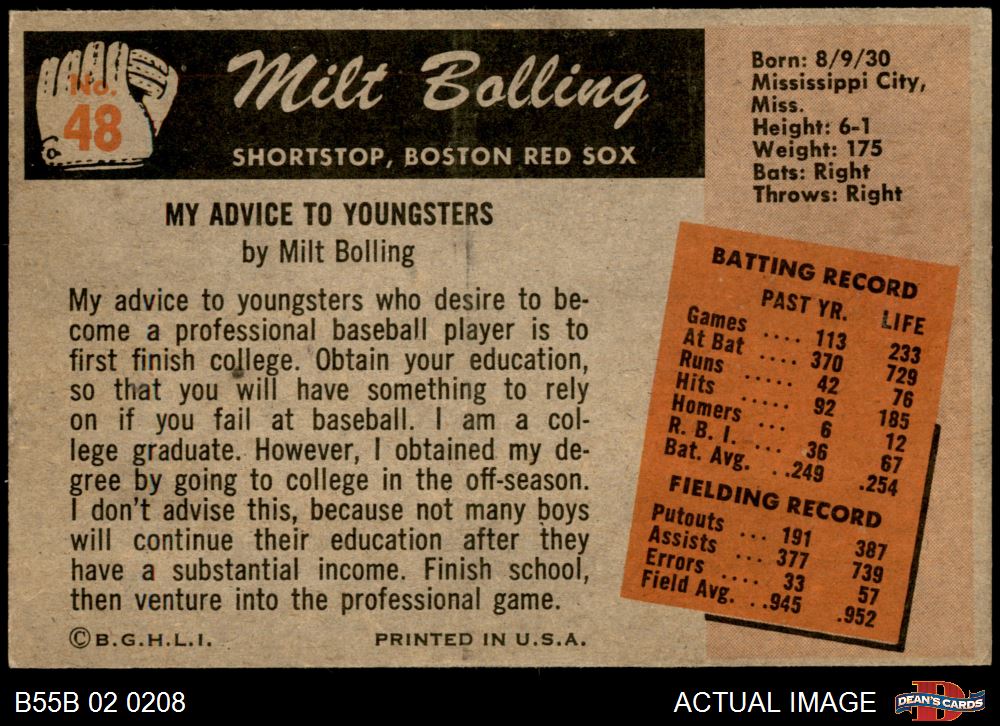 No.
48
Milt Bolling
SHORTSTOP, BOSTON RED SOX
Born: 8/9/30
Mississippi City,
Miss.
Height: 6-1
Weight: 175
Bats: Right
Throws: Right
MY ADVICE TO YOUNGSTERS
by Milt Bolling
My advice to youngsters who desire to be-
come a professional baseball player is to
first finish college. Obtain your education,
so that you will have something to rely
on if you fail at baseball. I am a col-
lege graduate. However, I obtained my de-
gree by going to college in the off-season.
I don't advise this, because not many boys
will continue their education after they
have a substantial income. Finish school,
then venture into the professional game.
©B.G.H.L.I. PRINTED IN U.S.A.
BATTING RECORD
PAST YR. LIFE
Games .... 113 233
At Bat .... 370 729
Runs ..... 42 76
Hits ..... 92 185
Homers ... 6 12
R. B. I. ... 36 67
Bat. Avg. ..249 .254
FIELDING RECORD
Putouts ... 191 387
Assists ... 377 739
Errors .... 33 57
Field Avg. ..945 .952
B55B 02 0208 ACTUAL IMAGE
D
DEAN'S CARDS